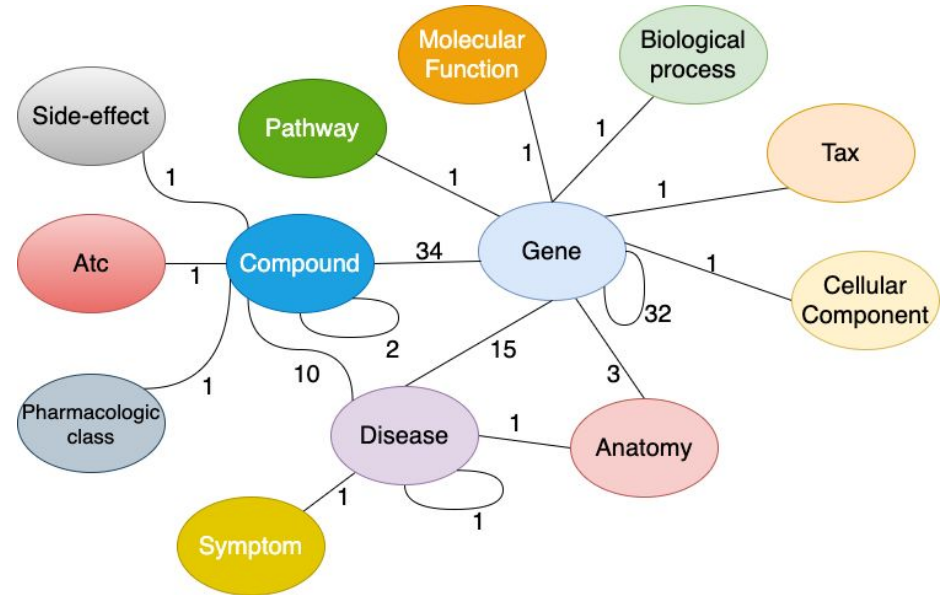 Molecular
Function
Biological
process
Side-effect
Pathway
Tax
1
1
1
1
1
Atc
1
Compound
34
Gene
1
Cellular
Component
32
2
15
10
3
1
Pharmacologic
class
Disease
1
Anatomy
1
1
Symptom